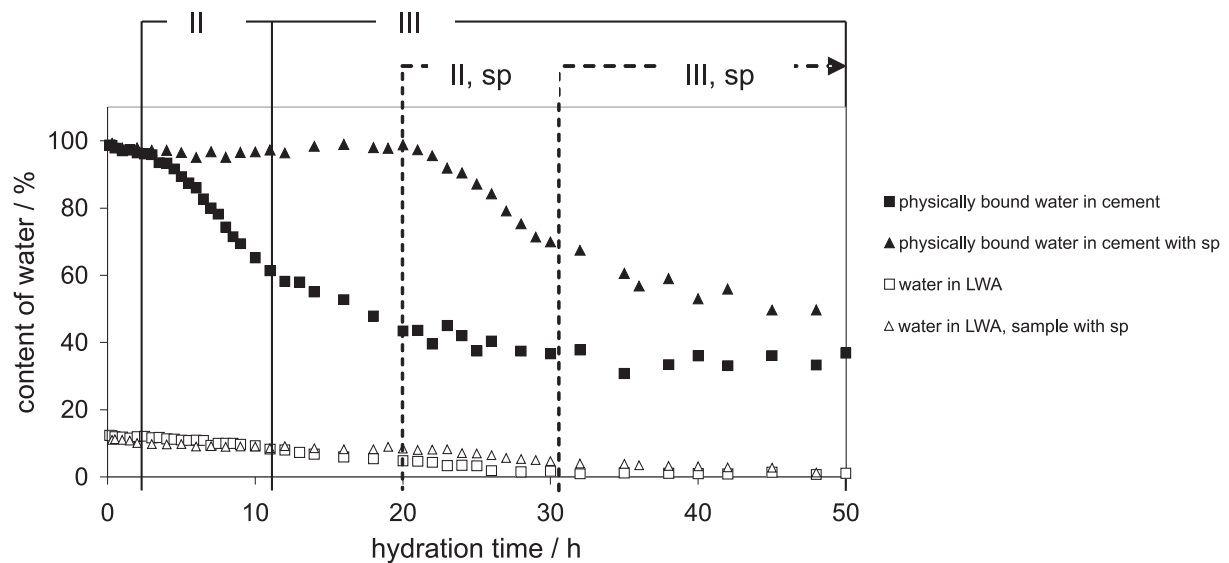 II III
II, sp III, sp
100
80
60
40
20
0
content of water / %
0 10 20 30 40 50
hydration time / h
physically bound water in cement
physically bound water in cement with sp
water in LWA
water in LWA, sample with sp